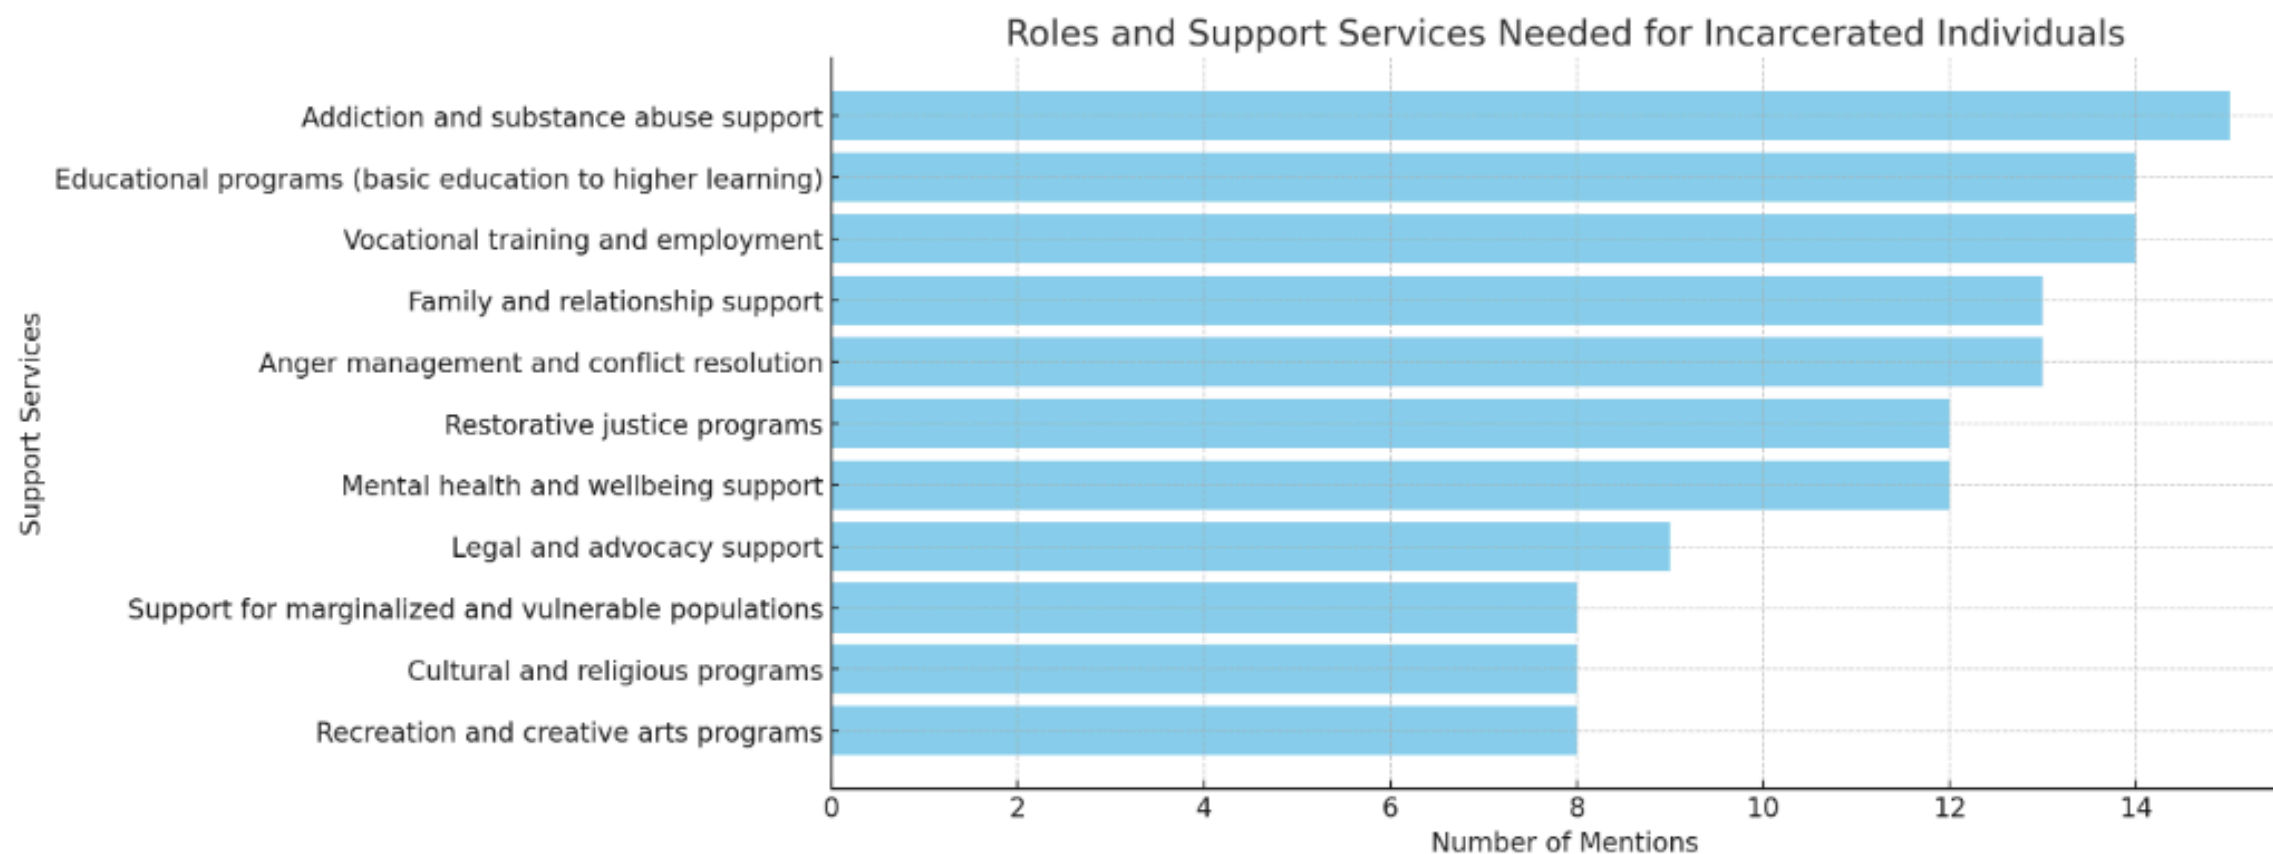 Roles and Support Services Needed for Incarcerated Individuals
Support Services
Addiction and substance abuse support
Educational programs (basic education to higher learning)
Vocational training and employment
Family and relationship support
Anger management and conflict resolution
Restorative justice programs
Mental health and wellbeing support
Legal and advocacy support
Support for marginalized and vulnerable populations
Cultural and religious programs
Recreation and creative arts programs
0 2 4 6 8 10 12 14
Number of Mentions